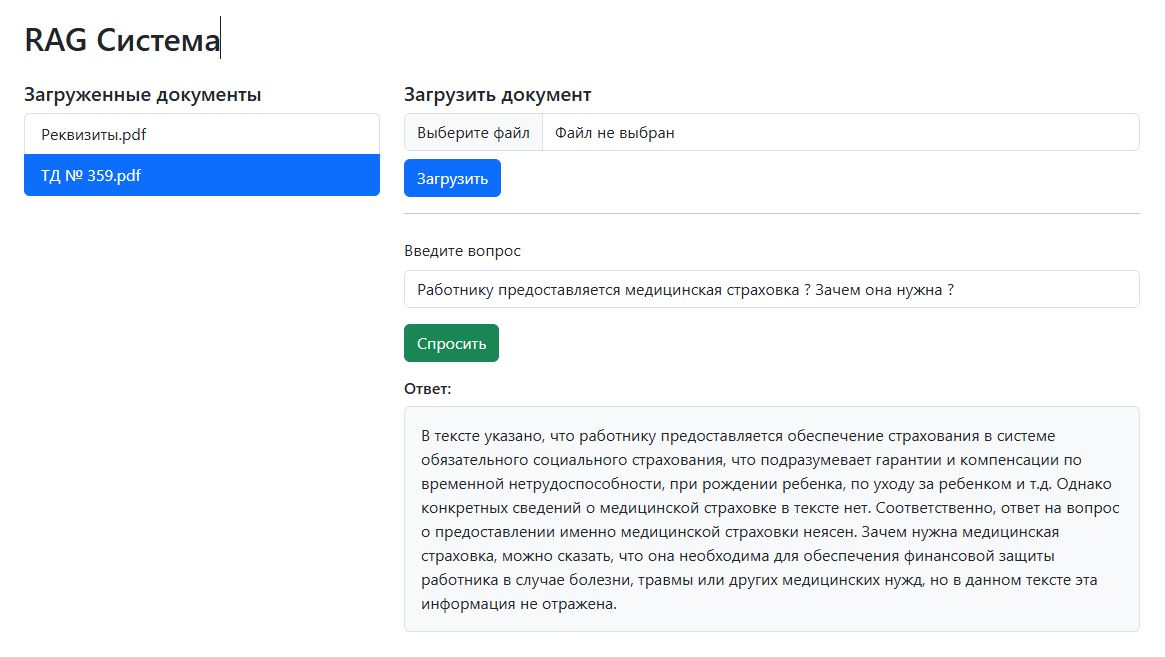 RAG Система
Загруженные документы
Реквизиты.pdf
ТД № 359.pdf
Загрузить документ
Выберите файл Файл не выбран
Загрузить
Введите вопрос
Работнику предоставляется медицинская страховка ? Зачем она нужна ?
Спросить
Ответ:
В тексте указано, что работнику предоставляется обеспечение страхования в системе
обязательного социального страхования, что подразумевает гарантии и компенсации по
временной нетрудоспособности, при рождении ребенка, по уходу за ребенком и т.д. Однако
конкретных сведений о медицинской страховке в тексте нет. Соответственно, ответ на вопрос
о предоставлении именно медицинской страховки неясен. Зачем нужна медицинская
страховка, можно сказать, что она необходима для обеспечения финансовой защиты
работника в случае болезни, травмы или других медицинских нужд, но в данном тексте эта
информация не отражена.